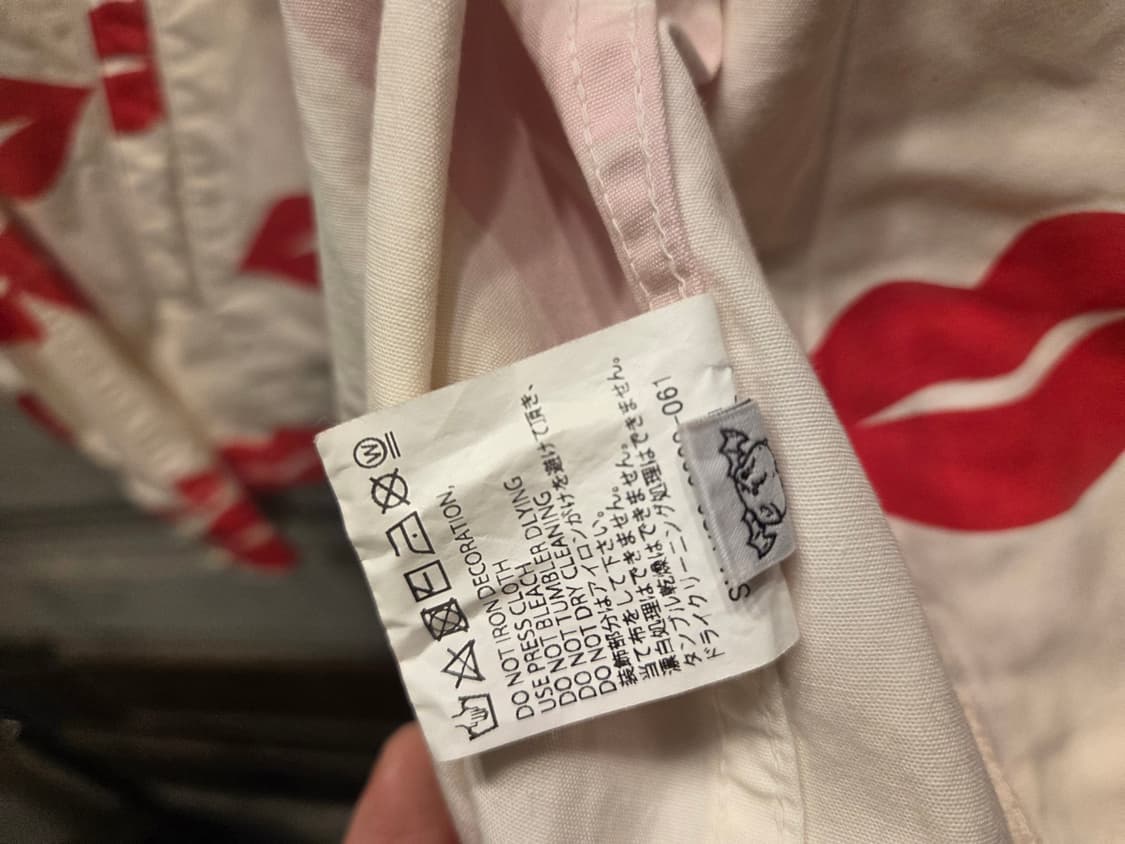 DO NOT IRON DECORATION,
USE PRESS CLOTH
DO NOT USE BLEACH
DO NOT TUMBLER DLYING
DO NOT DRY CLEANING
装飾部分はアイロンがけを避けて頂き、
当て布をして下さい。
漂白処理はできません。
タンブル乾燥はできません。
ドライクリーニング処理はできません。
-061
W